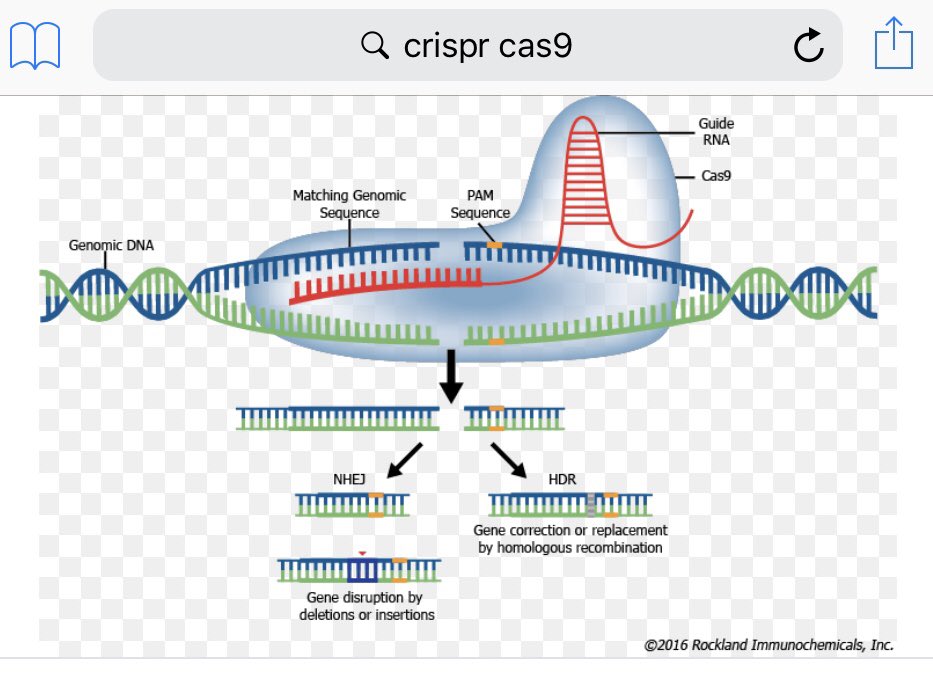 crispr cas9
Guide
RNA
Cas9
Matching Genomic
Sequence
PAM
Sequence
Genomic DNA
NHEJ
HDR
Gene correction or replacement
by homologous recombination
Gene disruption by
deletions or insertions
©2016 Rockland Immunochemicals, Inc.